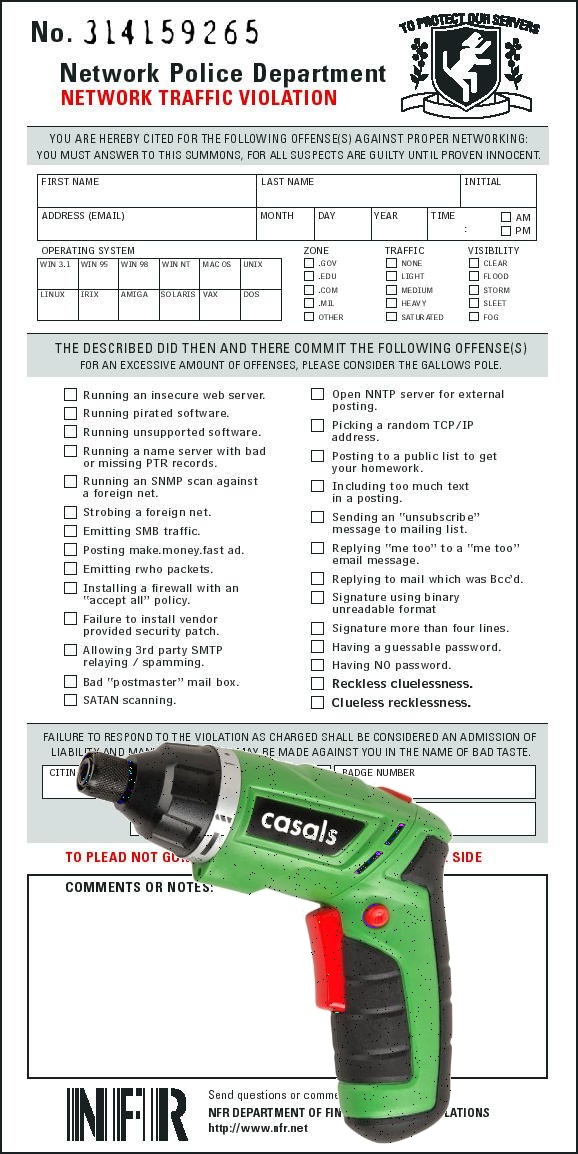 No. 314159265
TO PROTECT OUR SERVERS
Network Police Department
NETWORK TRAFFIC VIOLATION
YOU ARE HEREBY CITED FOR THE FOLLOWING OFFENSE(S) AGAINST PROPER NETWORKING:
YOU MUST ANSWER TO THIS SUMMONS, FOR ALL SUSPECTS ARE GUILTY UNTIL PROVEN INNOCENT.
FIRST NAME LAST NAME INITIAL
ADDRESS (EMAIL) MONTH DAY YEAR TIME : AM
PM
OPERATING SYSTEM ZONE TRAFFIC VISIBILITY
WIN 3.1 WIN 95 WIN 98 WIN NT MAC OS UNIX .GOV NONE CLEAR
.EDU LIGHT FLOOD
LINUX IRIX AMIGA SOLARIS VAX DOS .COM MEDIUM STORM
.MIL HEAVY SLEET
OTHER SATURATED FOG
THE DESCRIBED DID THEN AND THERE COMMIT THE FOLLOWING OFFENSE(S)
FOR AN EXCESSIVE AMOUNT OF OFFENSES, PLEASE CONSIDER THE GALLOWS POLE.
Running an insecure web server.
Running pirated software.
Running unsupported software.
Running a name server with bad
or missing PTR records.
Running an SNMP scan against
a foreign net.
Strobing a foreign net.
Emitting SMB traffic.
Posting make.money.fast ad.
Emitting rwho packets.
Installing a firewall with an
"accept all" policy.
Failure to install vendor
provided security patch.
Allowing 3rd party SMTP
relaying / spamming.
Bad "postmaster" mail box.
SATAN scanning.
Open NNTP server for external
posting.
Picking a random TCP/IP
address.
Posting to a public list to get
your homework.
Including too much text
in a posting.
Sending an "unsubscribe"
message to mailing list.
Replying "me too" to a "me too"
email message.
Replying to mail which was Bcc'd.
Signature using binary
unreadable format
Signature more than four lines.
Having a guessable password.
Having NO password.
Reckless cluelessness.
Clueless recklessness.
FAILURE TO RESPOND TO THE VIOLATION AS CHARGED SHALL BE CONSIDERED AN ADMISSION OF
LIABILITY AND MAY BE MADE AGAINST YOU IN THE NAME OF BAD TASTE.
BADGE NUMBER
casals
TO PLEAD NOT SIDE
COMMENTS OR NOTES:
NFR
Send questions or
NFR DEPARTMENT OF
http://www.nfr.net